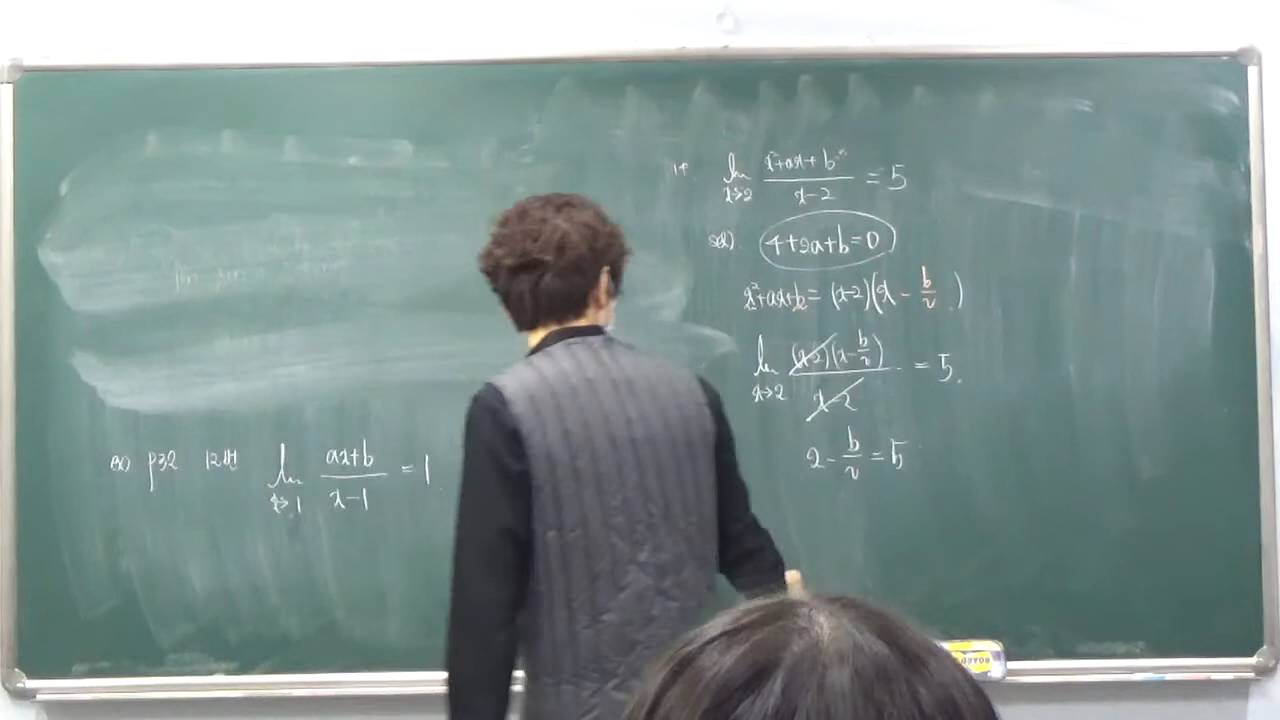 ex) p32 12번 lim x→1 (ax+b)/(x-1) = 1
if lim x→2 (x²+ax+b)/(x-2) = 5
sol) 4+2a+b=0
x²+ax+b=(x-2)(x-b/2)
lim x→2 (x-2)(x-b/2)/(x-2) = 5.
2-b/2=5